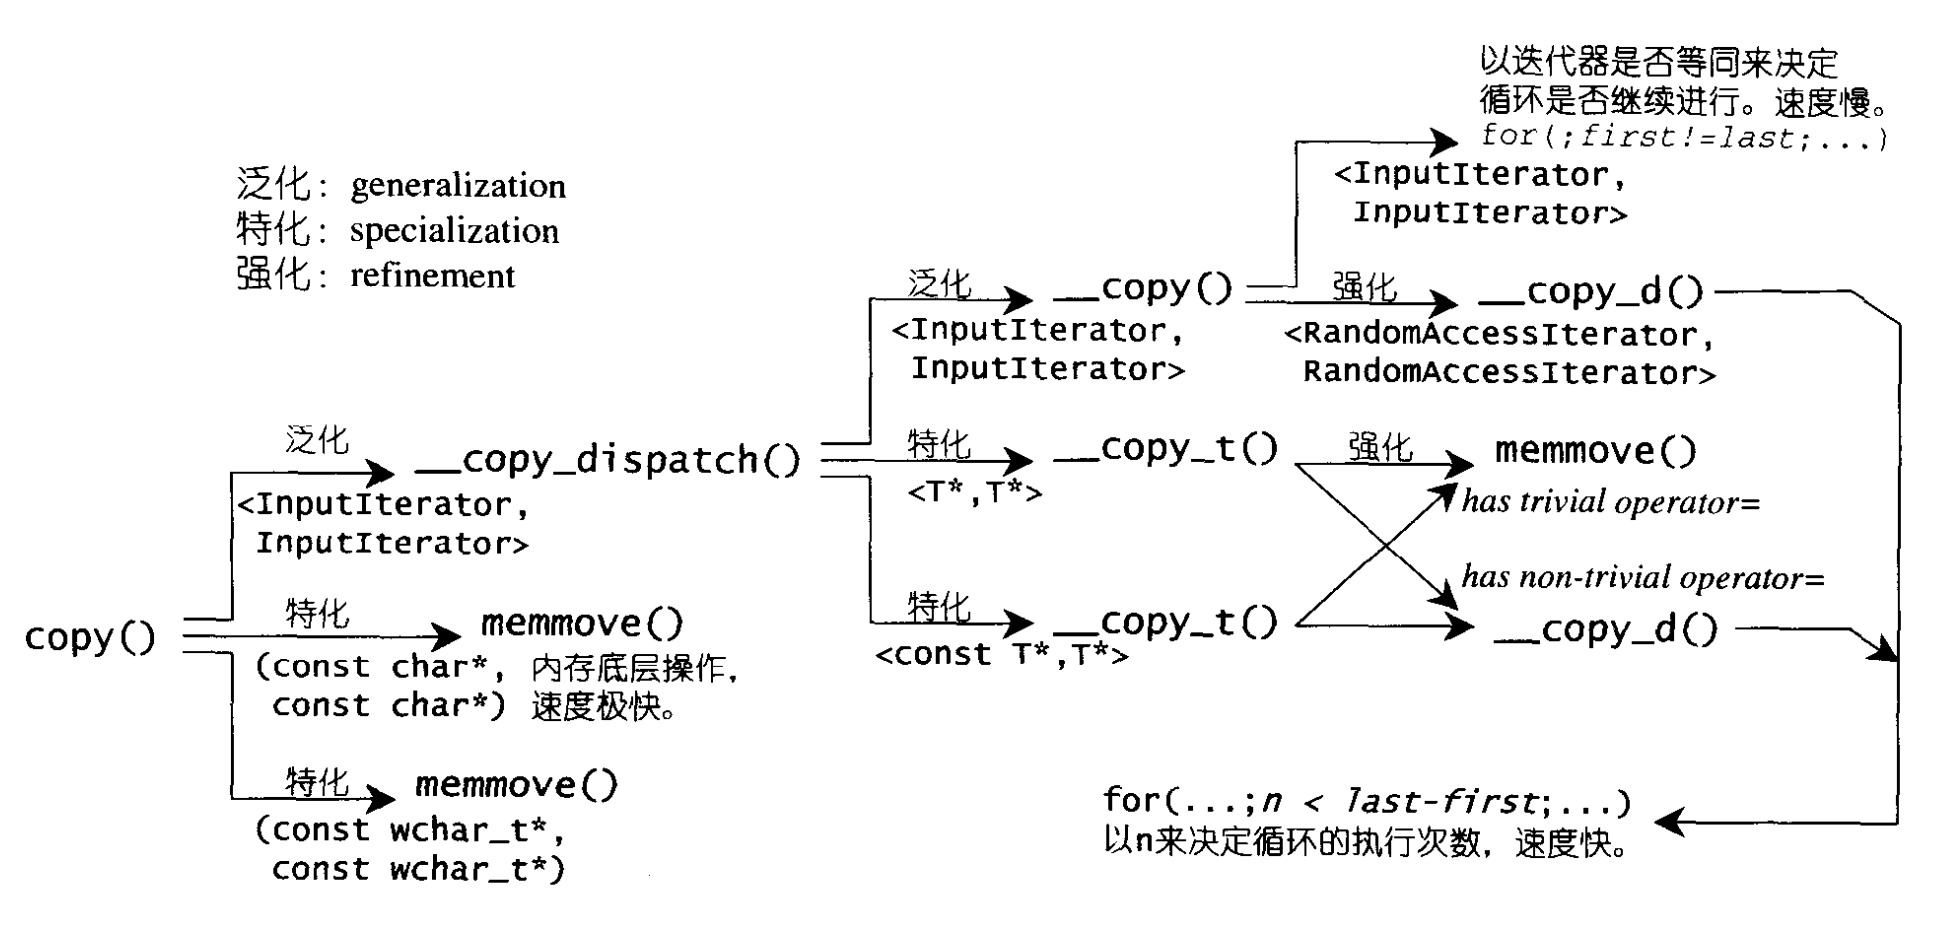 以迭代器是否等同来决定
循环是否继续进行。速度慢。
for(;first!=last;...)
<InputIterator,
InputIterator>
泛化: generalization
特化: specialization
强化: refinement
泛化
__copy()
强化
__copy_d()
<InputIterator,
InputIterator>
<RandomAccessIterator,
RandomAccessIterator>
泛化
__copy_dispatch()
<InputIterator,
InputIterator>
特化
__copy_t()
<T*,T*>
强化
memmove()
has trivial operator=
has non-trivial operator=
__copy_d()
特化
__copy_t()
<const T*,T*>
copy()
特化
memmove()
(const char*, 内存底层操作,
const char*) 速度极快。
特化
memmove()
(const wchar_t*,
const wchar_t*)
for(...;n < last-first;...)
以n来决定循环的执行次数，速度快。